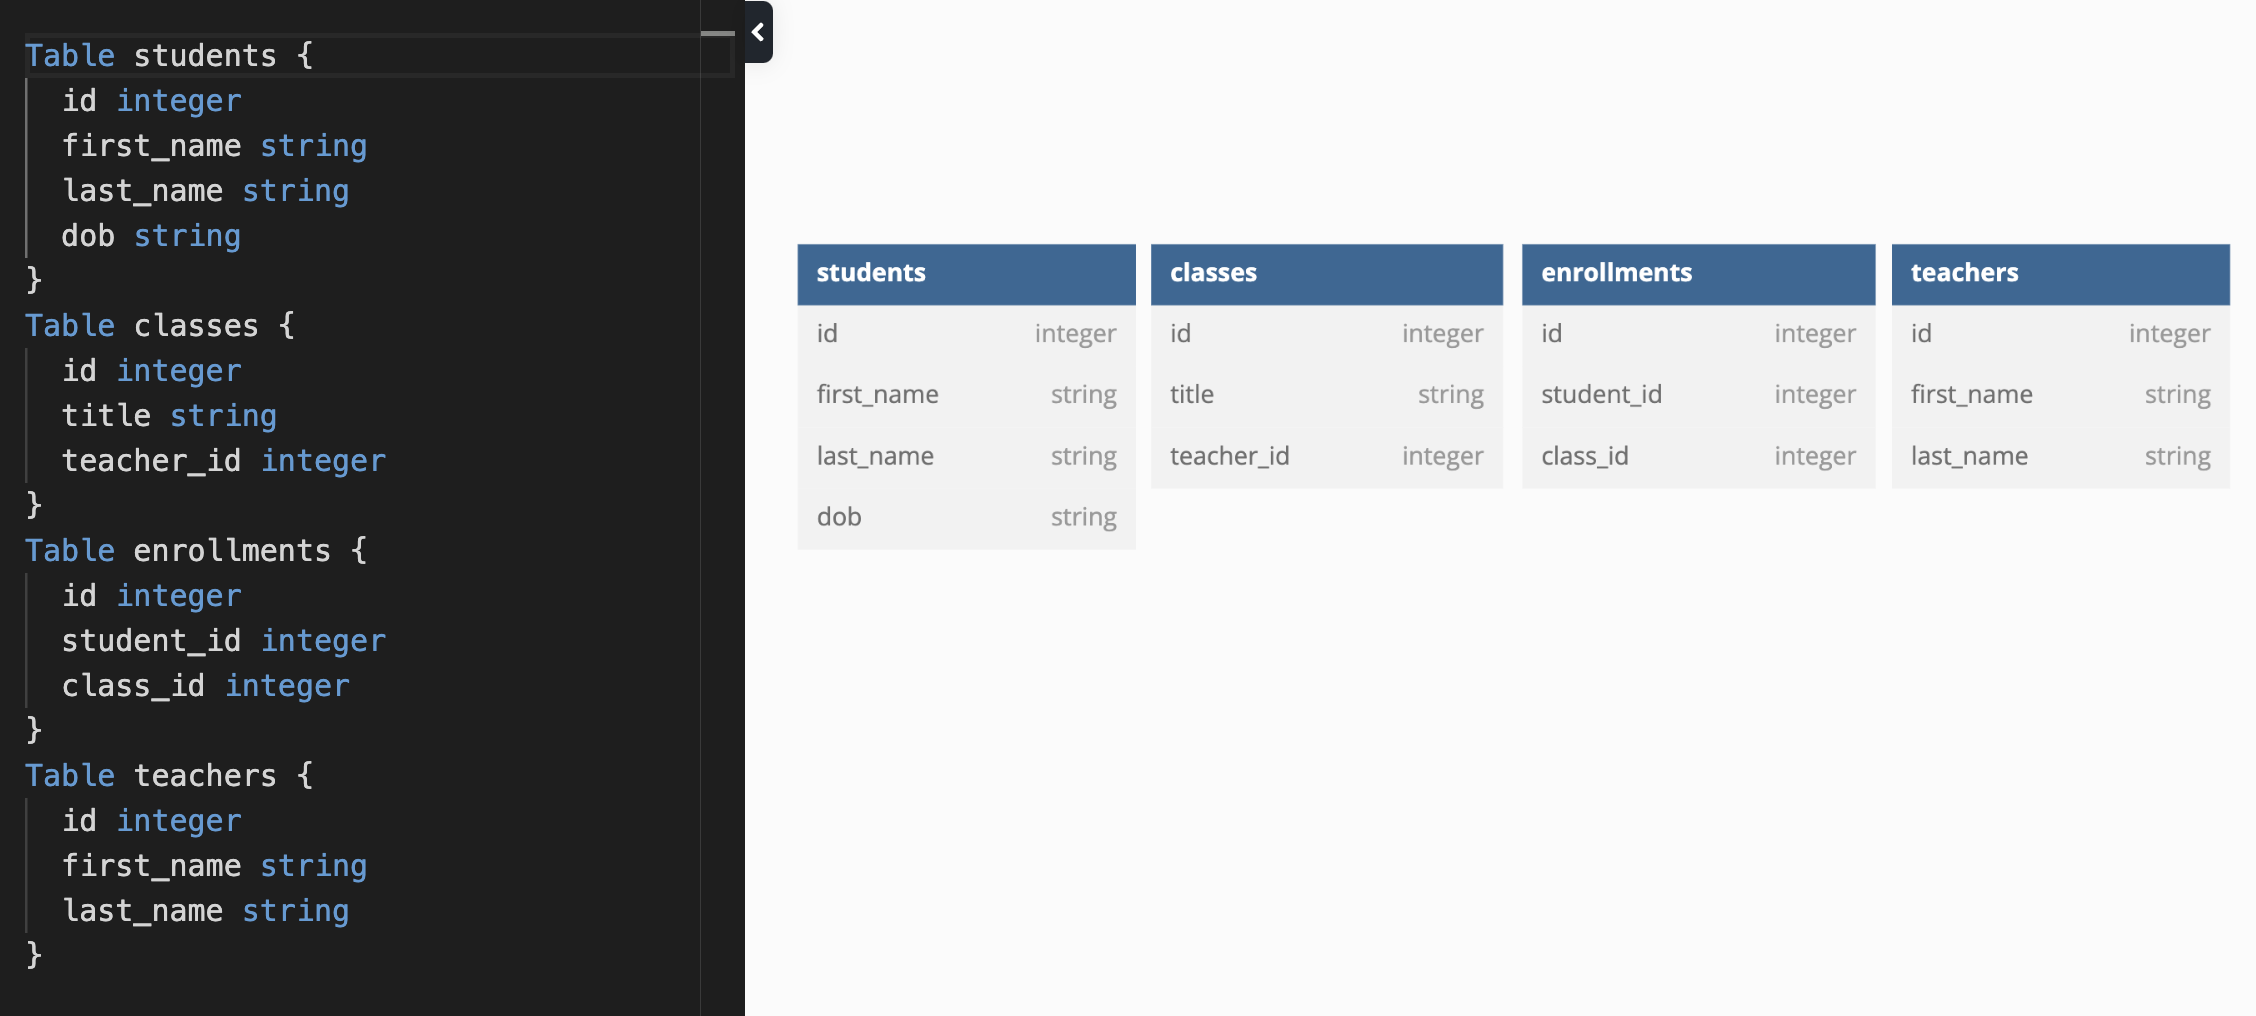 Table students {
id integer
first_name string
last_name string
dob string
}
Table classes {
id integer
title string
teacher_id integer
}
Table enrollments {
id integer
student_id integer
class_id integer
}
Table teachers {
id integer
first_name string
last_name string
}
students
id integer
first_name string
last_name string
dob string
classes
id integer
title string
teacher_id integer
enrollments
id integer
student_id integer
class_id integer
teachers
id integer
first_name string
last_name string